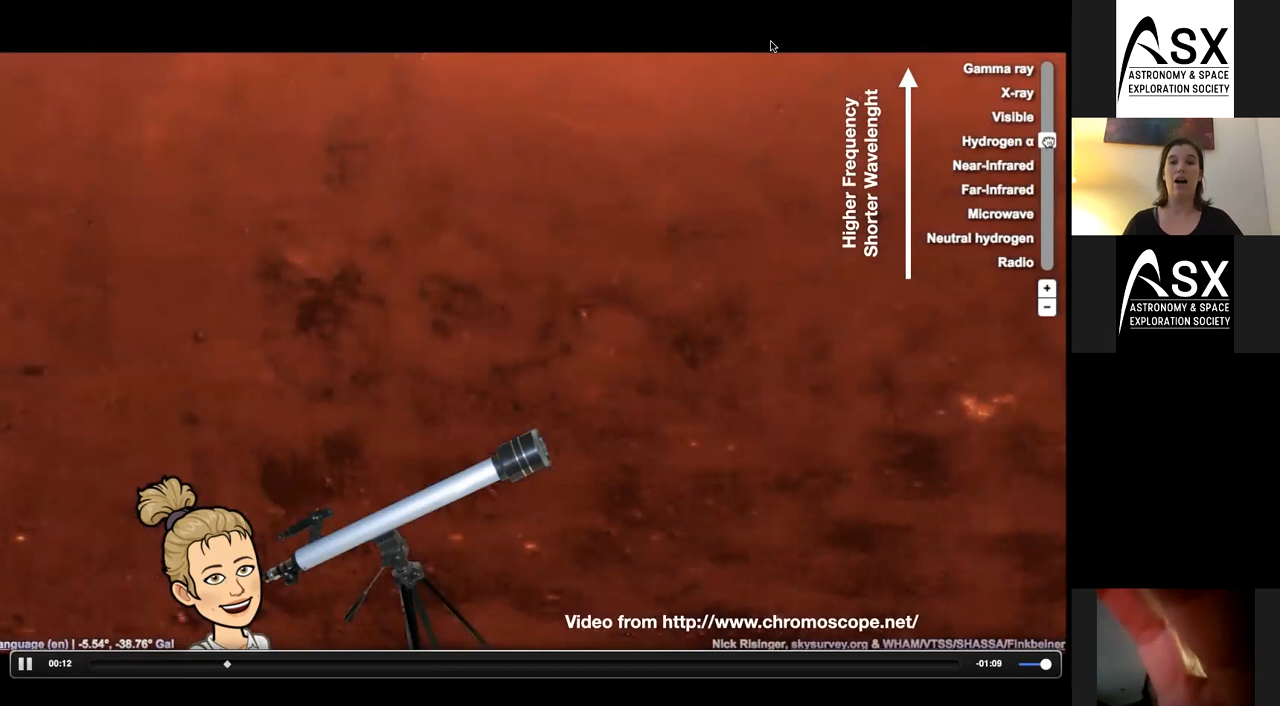 Gamma ray
X-ray
Visible
Hydrogen α
Near-Infrared
Far-Infrared
Microwave
Neutral hydrogen
Radio
+
−
Higher Frequency
Shorter Wavelenght
Video from http://www.chromoscope.net/
anguage (en) | -5.54°, -38.76° Gal
Nick Risinger, skysurvey.org & WHAM/VTSS/SHASSA/Finkbeiner
00:12
-01:09
ASX
ASTRONOMY & SPACE
EXPLORATION SOCIETY
ASX
ASTRONOMY & SPACE
EXPLORATION SOCIETY